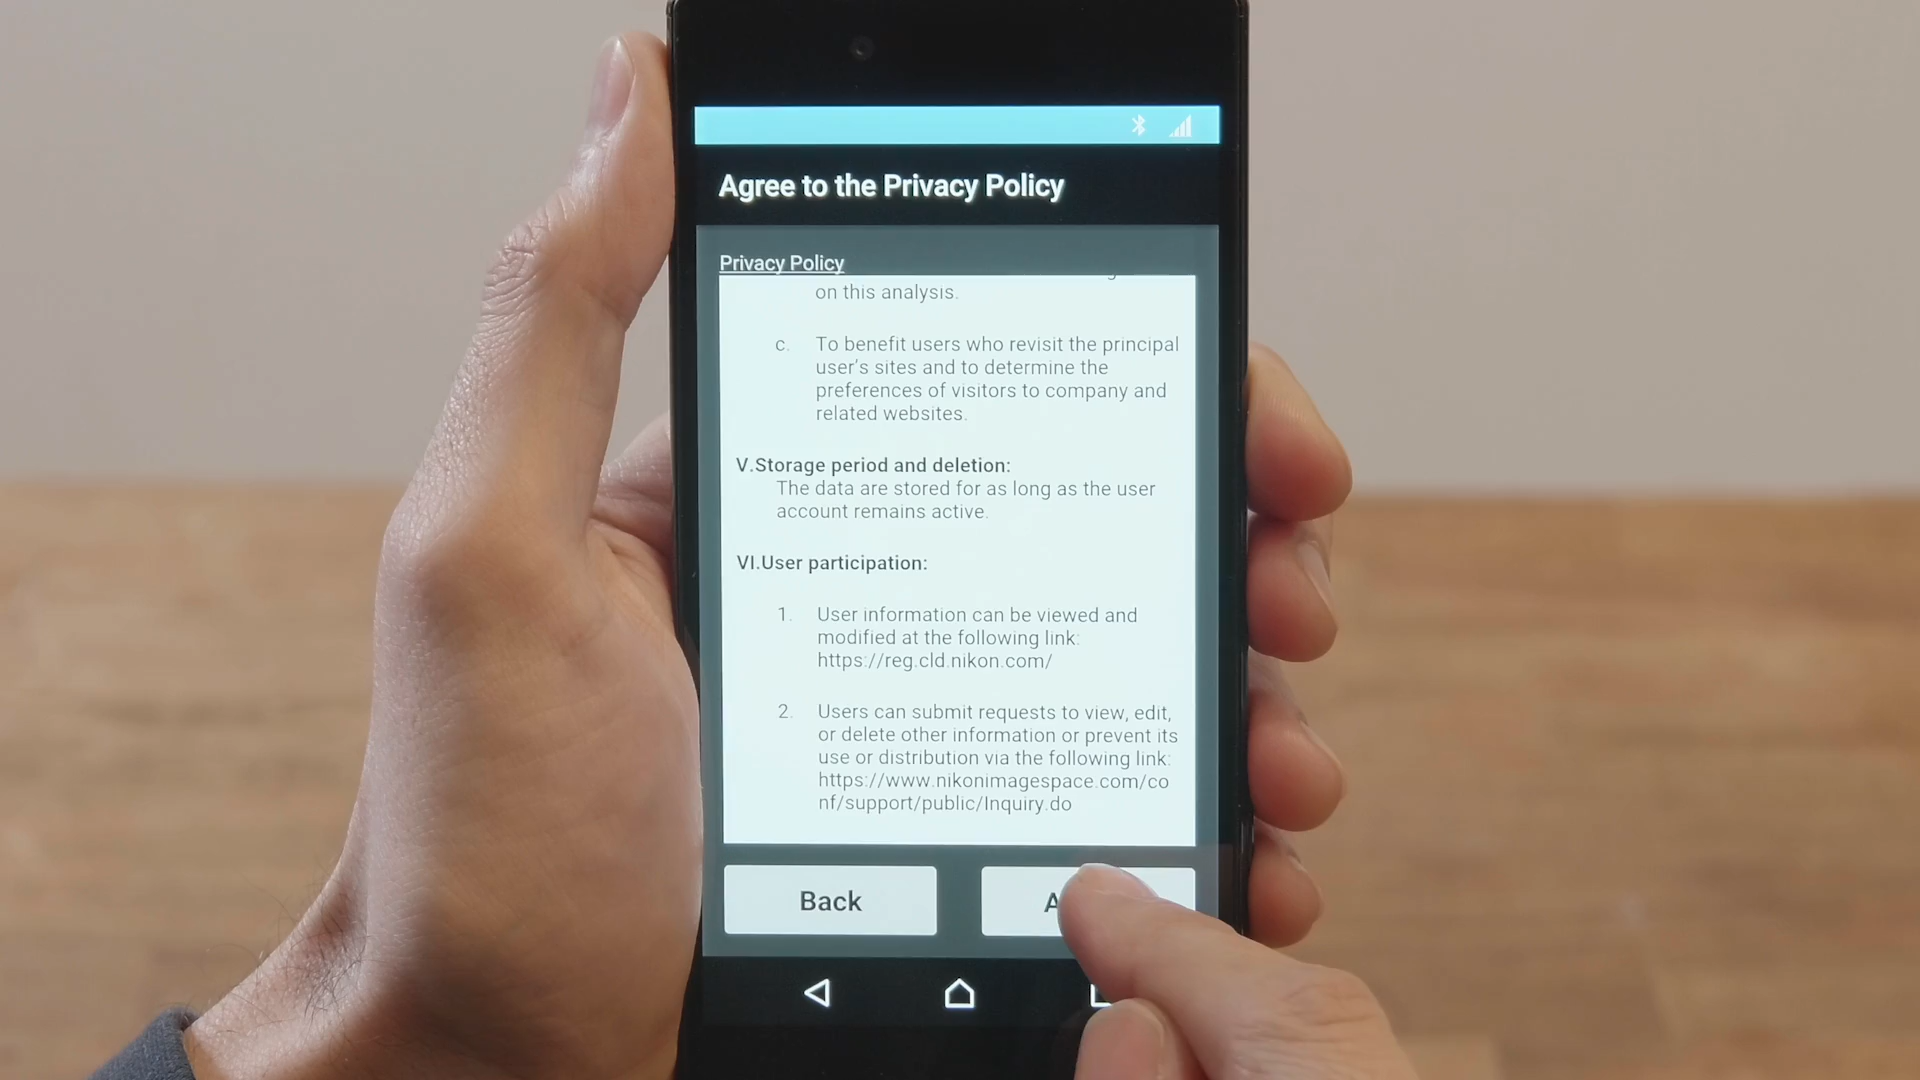 Agree to the Privacy Policy
Privacy Policy
on this analysis.
c. To benefit users who revisit the principal
user's sites and to determine the
preferences of visitors to company and
related websites.
V.Storage period and deletion:
The data are stored for as long as the user
account remains active.
VI.User participation:
1. User information can be viewed and
modified at the following link:
https://reg.cld.nikon.com/
2. Users can submit requests to view, edit,
or delete other information or prevent its
use or distribution via the following link:
https://www.nikonimagespace.com/co
nf/support/public/Inquiry.do
Back